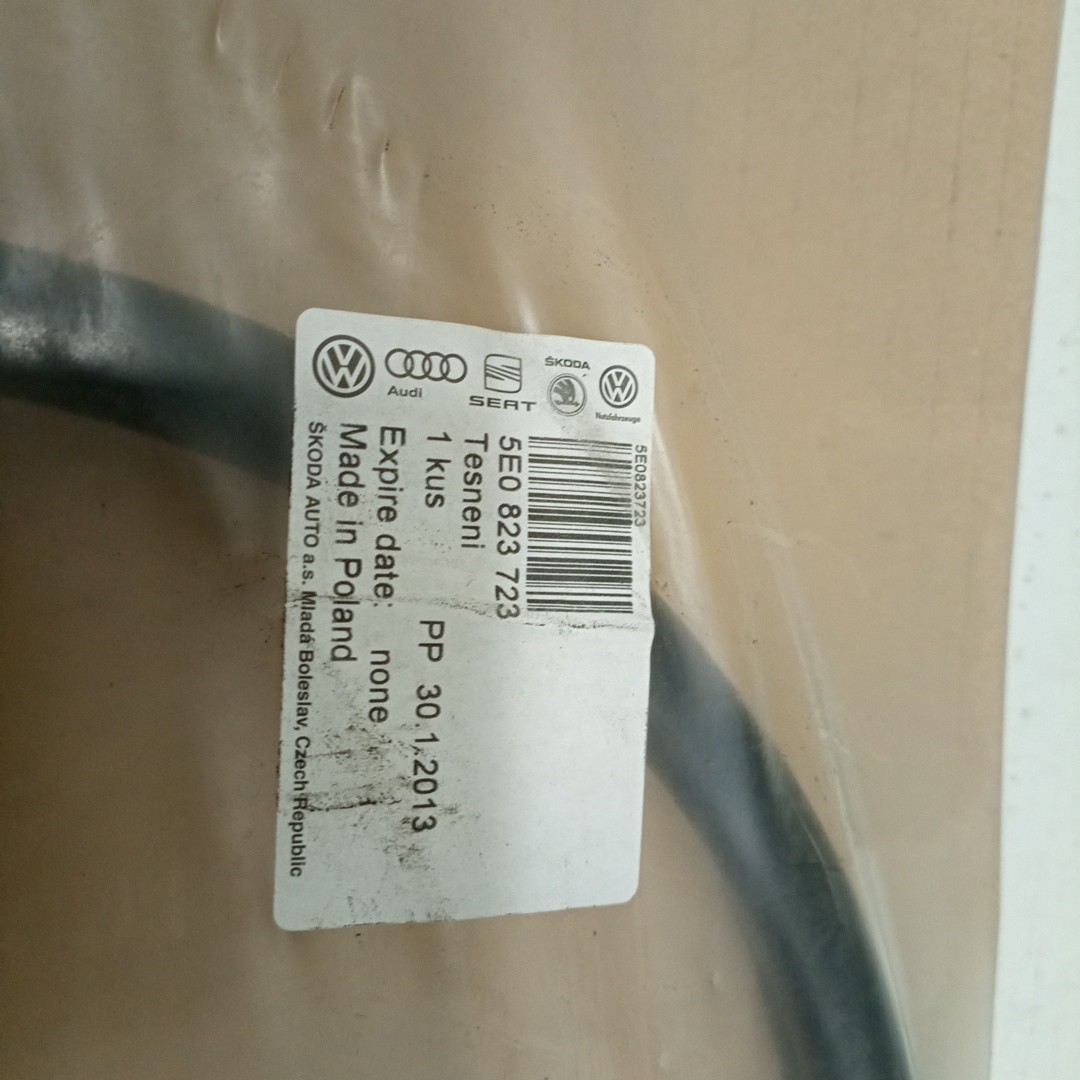 Audi
SEAT
ŠKODA
Nutzfahrzeuge
5E0823723
5E0 823 723
Tesneni
1 kus PP 30.1.2013
Expire date: none
Made in Poland
ŠKODA AUTO a.s. Mladá Boleslav, Czech Republic